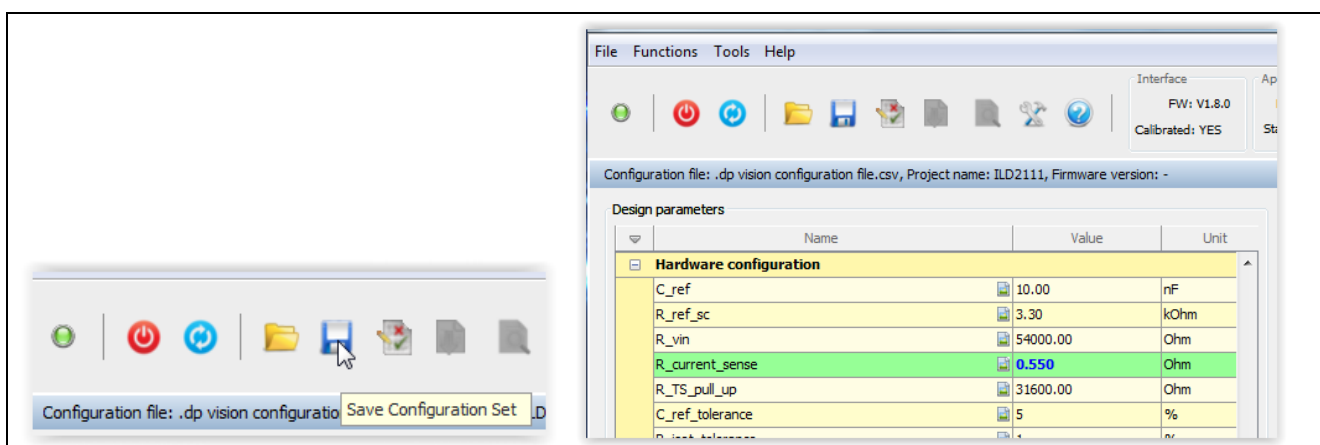 Configuration file: .dp vision configuratio
Save Configuration Set
.D
File Functions Tools Help
Interface
FW: V1.8.0
Calibrated: YES
Ap
Sta
Configuration file: .dp vision configuration file.csv, Project name: ILD2111, Firmware version: -
Design parameters
Name Value Unit
Hardware configuration
C_ref 10.00 nF
R_ref_sc 3.30 kOhm
R_vin 54000.00 Ohm
R_current_sense 0.550 Ohm
R_TS_pull_up 31600.00 Ohm
C_ref_tolerance 5 %